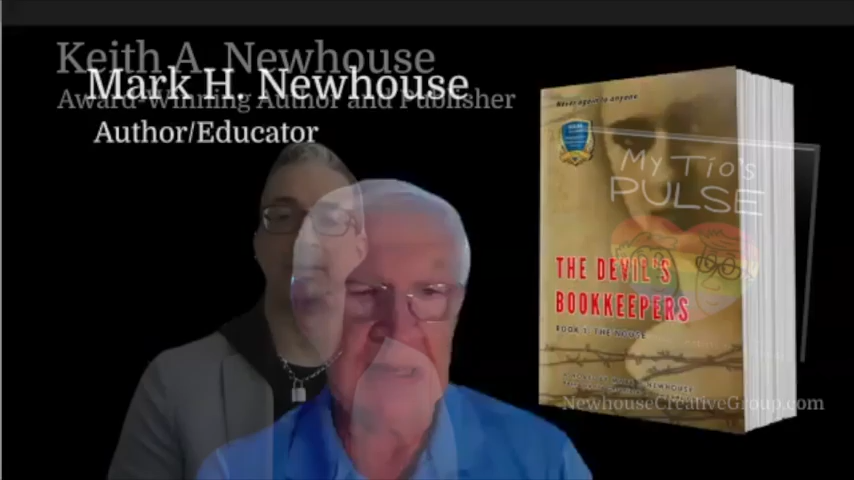 Keith A. Newhouse
Mark H. Newhouse
Award-Winning Author and Publisher
Author/Educator
Never again to anyone
My Tío's
PULSE
THE DEVIL'S
BOOKKEEPERS
BOOK 1: THE NOOSE
NewhouseCreativeGroup.com